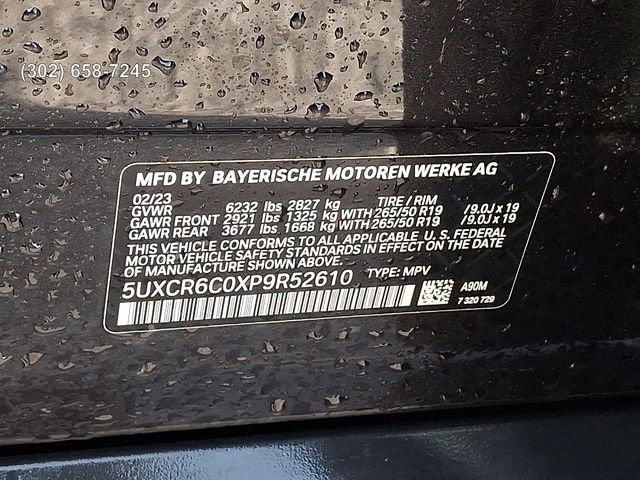 (302) 658-7245
MFD BY BAYERISCHE MOTOREN WERKE AG
02/23
GVWR 6232 lbs 2827 kg TIRE / RIM
GAWR FRONT 2921 lbs 1325 kg WITH 265/50 R19 / 9.0J x 19
GAWR REAR 3677 lbs 1668 kg WITH 265/50 R19 / 9.0J x 19
THIS VEHICLE CONFORMS TO ALL APPLICABLE U. S. FEDERAL
MOTOR VEHICLE SAFETY STANDARDS IN EFFECT ON THE DATE
OF MANUFACTURE SHOWN ABOVE.
5UXCR6C0XP9R52610 TYPE: MPV
A90M
7 320 729